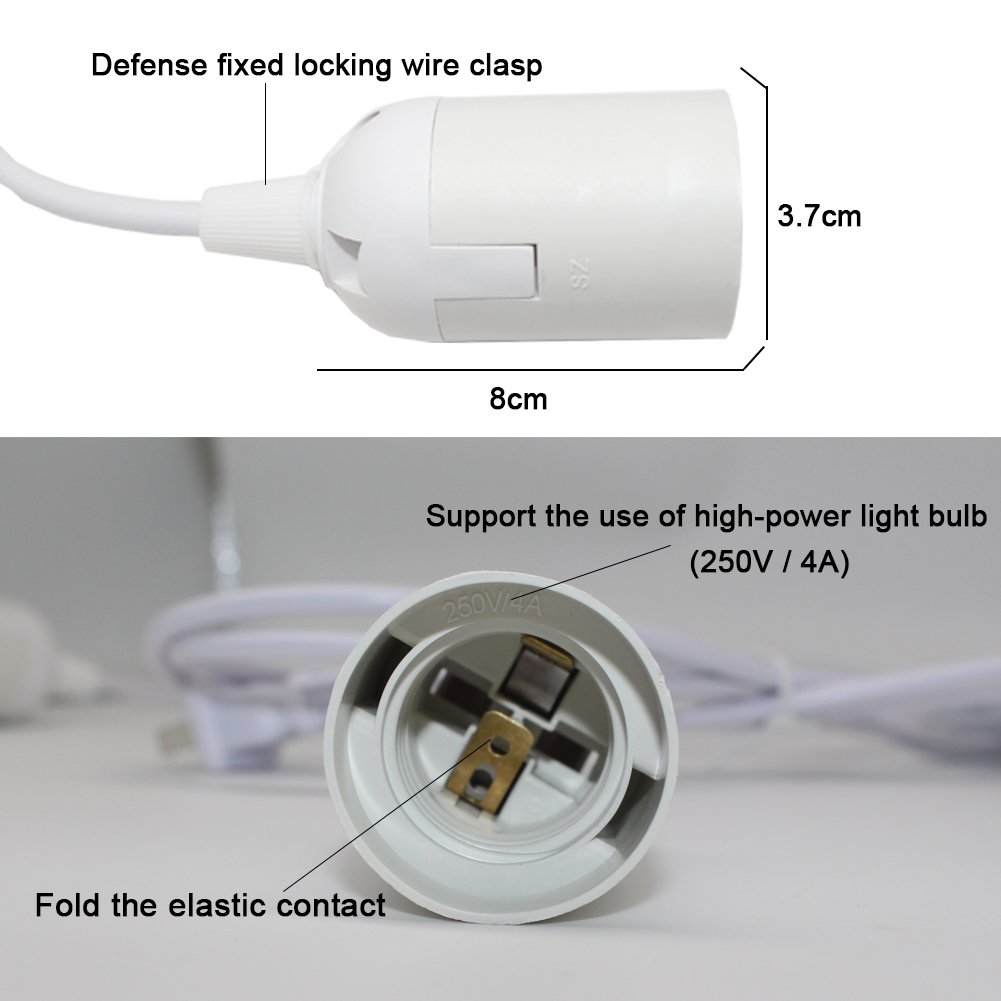 Defense fixed locking wire clasp
3.7cm
SZ
8cm
Support the use of high-power light bulb
(250V / 4A)
250V/4A
Fold the elastic contact